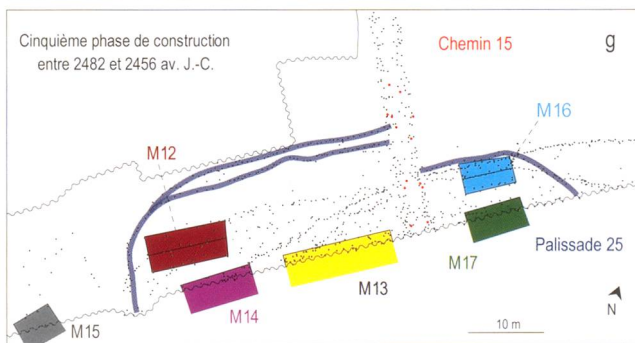 Cinquième phase de construction
entre 2482 et 2456 av. J.-C.
Chemin 15
g
M12
M16
M13
M17
Palissade 25
M14
M15
10 m
N